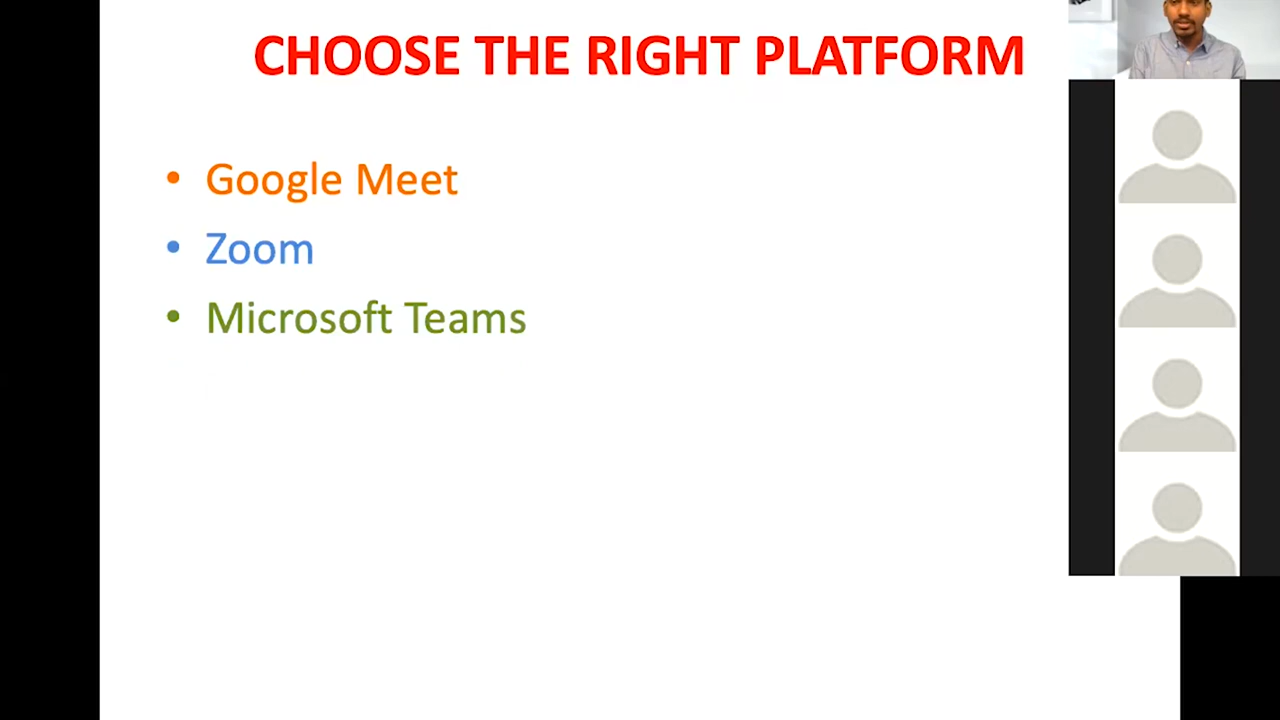 CHOOSE THE RIGHT PLATFORM
• Google Meet
• Zoom
• Microsoft Teams